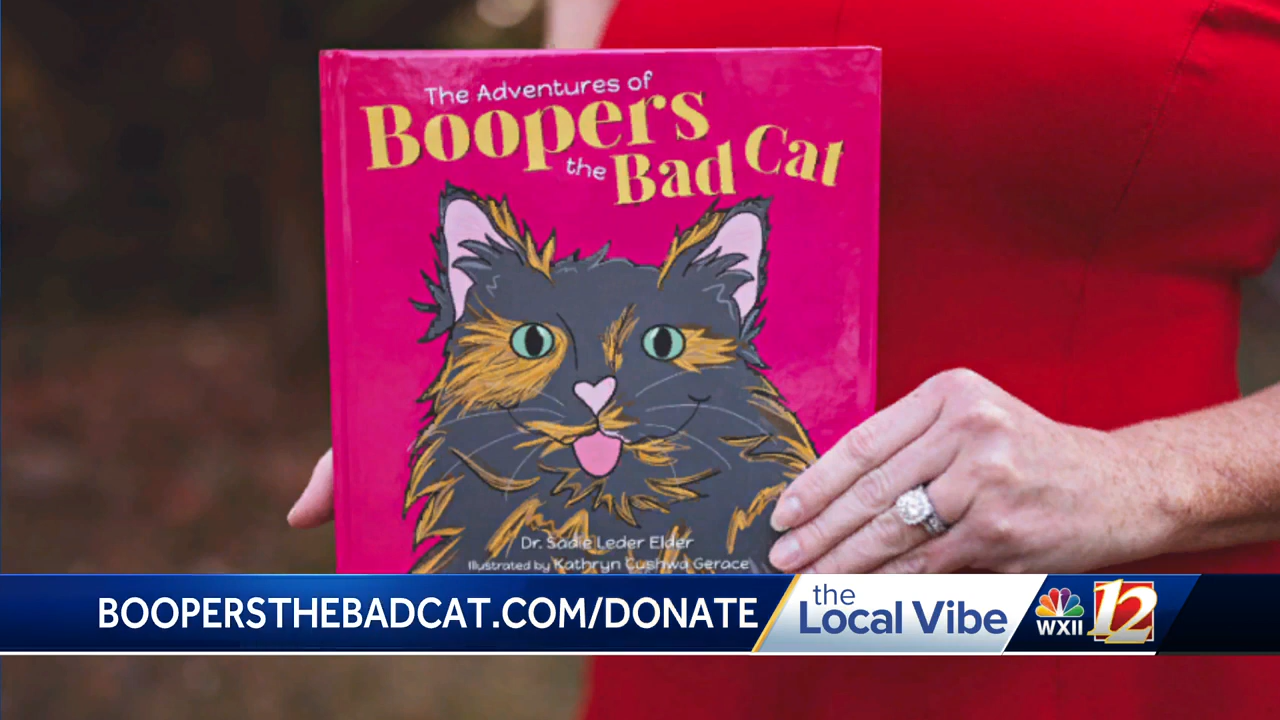 The Adventures of
Boopers
the Bad Cat
Dr. Sadie Leder Elder
Illustrated by Kathryn Cushwa Gerace
BOOPERSTHEBADCAT.COM/DONATE
the
Local Vibe
WXII 12